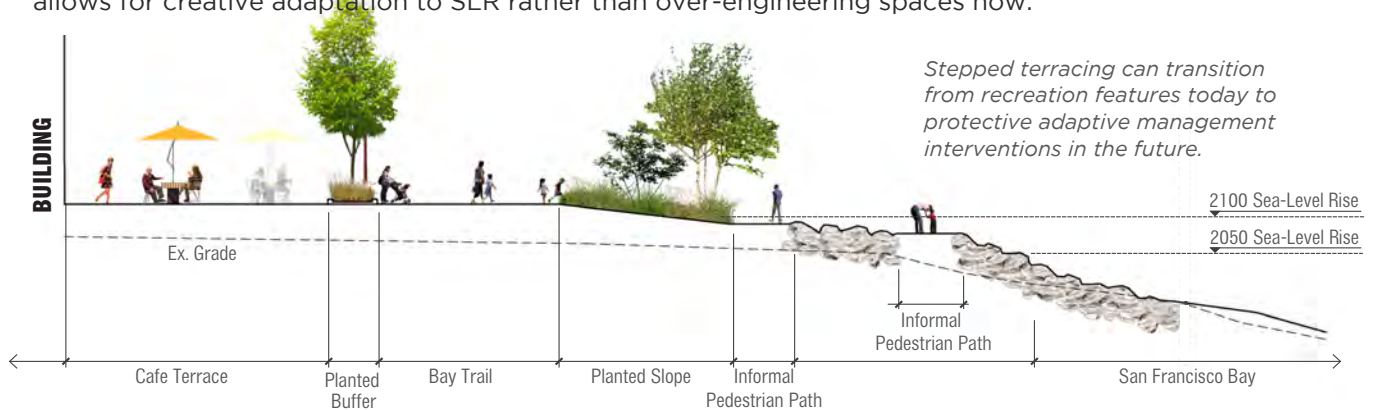 allows for creative adaptation to SLR rather than over-engineering spaces now.
Stepped terracing can transition
from recreation features today to
protective adaptive management
interventions in the future.
BUILDING
2100 Sea-Level Rise
2050 Sea-Level Rise
Ex. Grade
Informal
Pedestrian Path
Cafe Terrace
Planted
Buffer
Bay Trail
Planted Slope
Informal
Pedestrian Path
San Francisco Bay